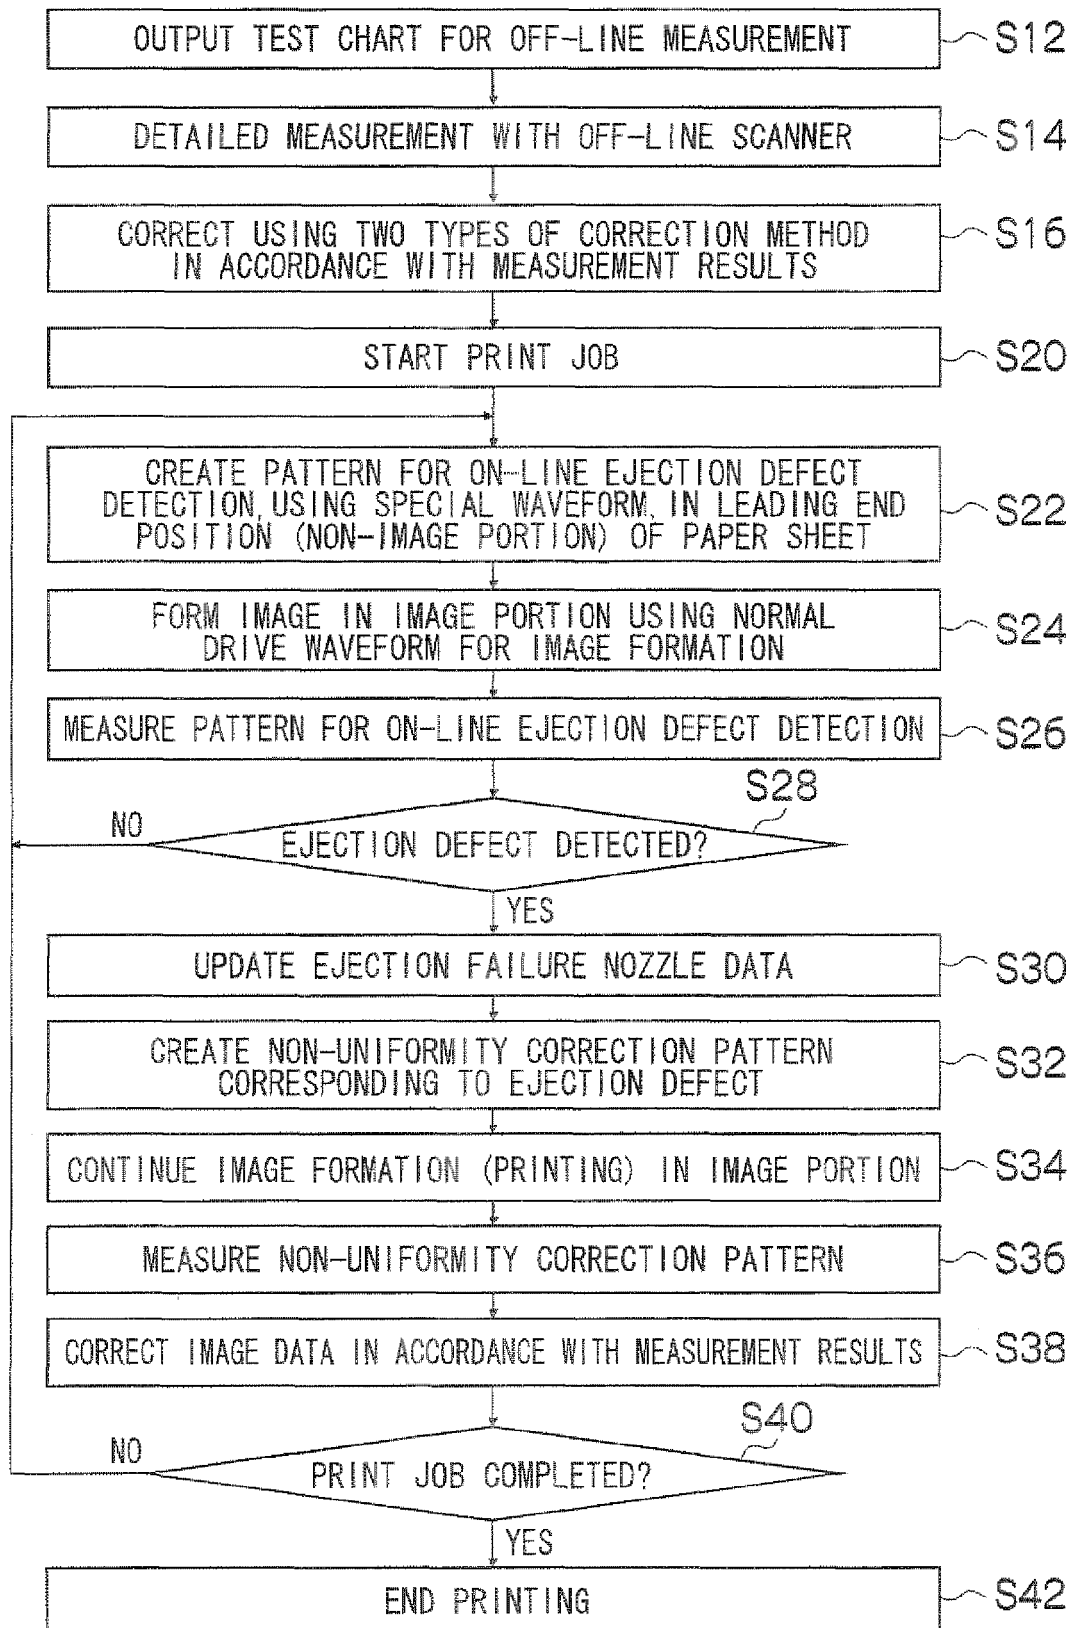 OUTPUT TEST CHART FOR OFF-LINE MEASUREMENT
S12
DETAILED MEASUREMENT WITH OFF-LINE SCANNER
S14
CORRECT USING TWO TYPES OF CORRECTION METHOD
IN ACCORDANCE WITH MEASUREMENT RESULTS
S16
START PRINT JOB
S20
CREATE PATTERN FOR ON-LINE EJECTION DEFECT
DETECTION, USING SPECIAL WAVEFORM, IN LEADING END
POSITION (NON-IMAGE PORTION) OF PAPER SHEET
S22
FORM IMAGE IN IMAGE PORTION USING NORMAL
DRIVE WAVEFORM FOR IMAGE FORMATION
S24
MEASURE PATTERN FOR ON-LINE EJECTION DEFECT DETECTION
S26
S28
NO
EJECTION DEFECT DETECTED?
YES
UPDATE EJECTION FAILURE NOZZLE DATA
S30
CREATE NON-UNIFORMITY CORRECTION PATTERN
CORRESPONDING TO EJECTION DEFECT
S32
CONTINUE IMAGE FORMATION (PRINTING) IN IMAGE PORTION
S34
MEASURE NON-UNIFORMITY CORRECTION PATTERN
S36
CORRECT IMAGE DATA IN ACCORDANCE WITH MEASUREMENT RESULTS
S38
S40
NO
PRINT JOB COMPLETED?
YES
END PRINTING
S42